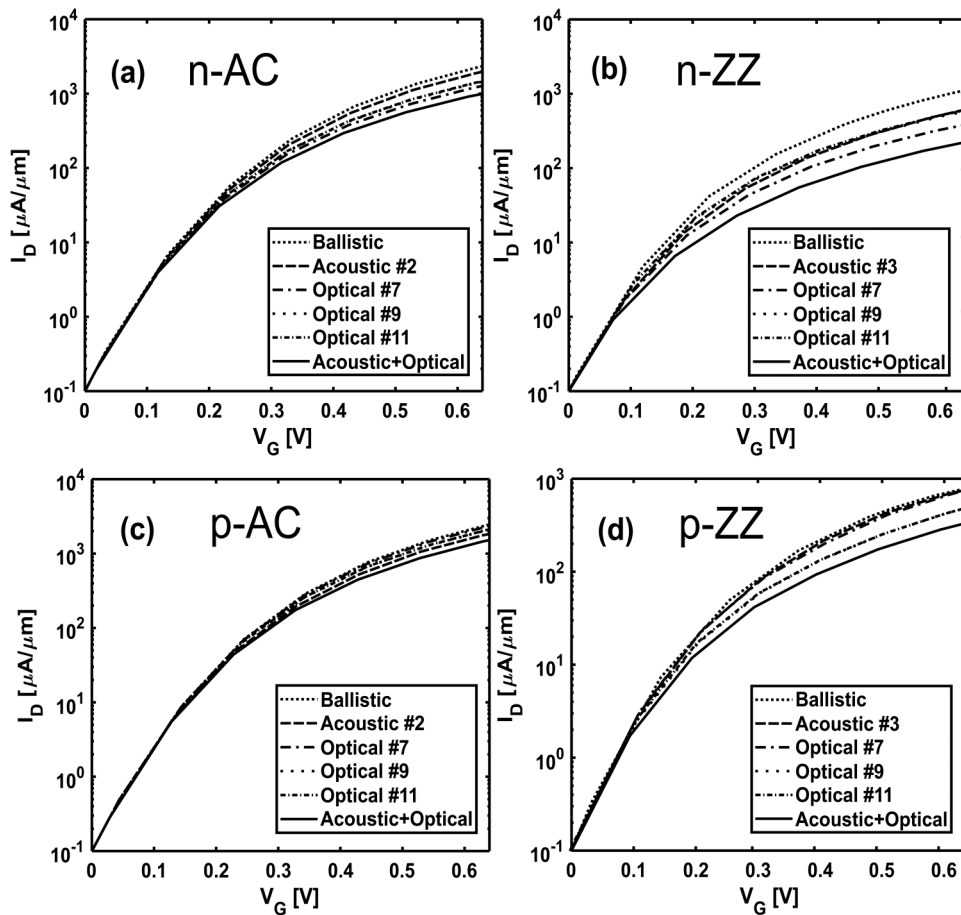 10^4
(a) n-AC
10^3
10^2
I_D [μA/μm]
10^1
Ballistic
Acoustic #2
Optical #7
10^0
Optical #9
Optical #11
Acoustic+Optical
10^-1
0 0.1 0.2 0.3 0.4 0.5 0.6
V_G [V]
10^4
(b) n-ZZ
10^3
10^2
I_D [μA/μm]
10^1
Ballistic
Acoustic #3
Optical #7
10^0
Optical #9
Optical #11
Acoustic+Optical
10^-1
0 0.1 0.2 0.3 0.4 0.5 0.6
V_G [V]
10^4
(c) p-AC
10^3
10^2
I_D [μA/μm]
10^1
Ballistic
Acoustic #2
Optical #7
10^0
Optical #9
Optical #11
Acoustic+Optical
10^-1
0 0.1 0.2 0.3 0.4 0.5 0.6
V_G [V]
10^3
(d) p-ZZ
10^2
I_D [μA/μm]
10^1
Ballistic
Acoustic #3
Optical #7
10^0
Optical #9
Optical #11
Acoustic+Optical
10^-1
0 0.1 0.2 0.3 0.4 0.5 0.6
V_G [V]